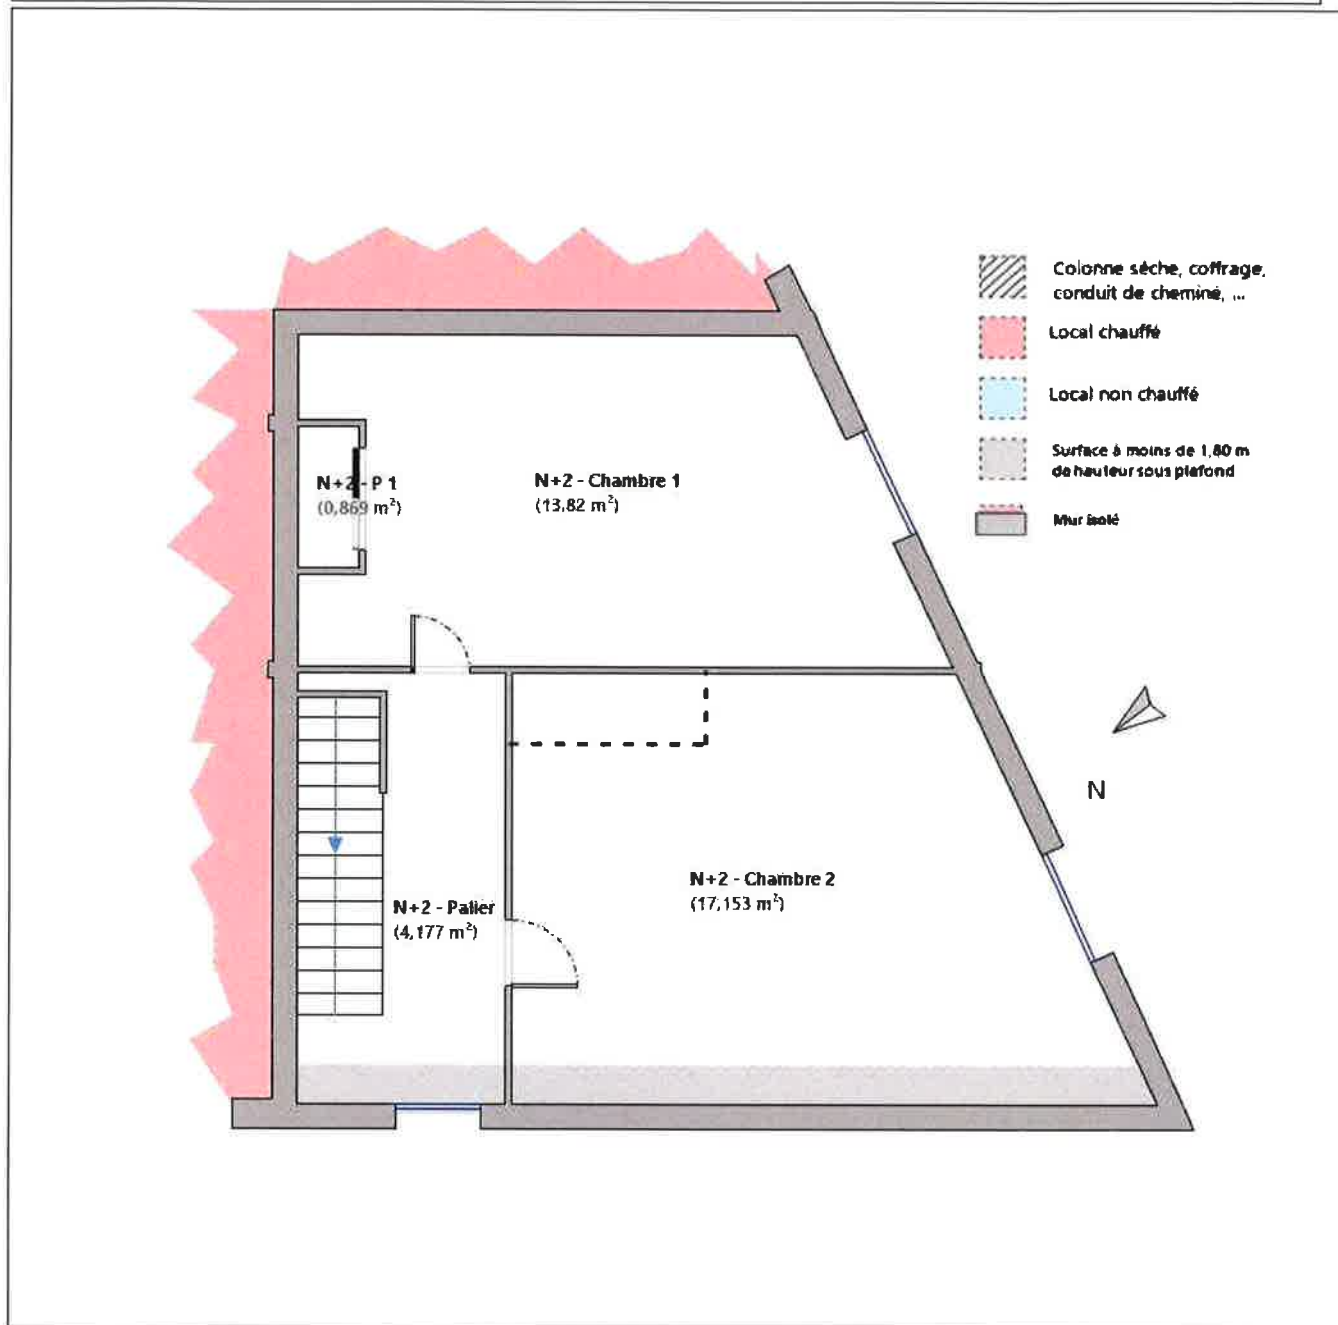 Colonne sèche, coffrage,
conduit de cheminé, ...
Local chauffé
Local non chauffé
Surface à moins de 1,80 m
de hauteur sous plafond
Mur isolé
N+2 - P 1
(0,869 m²)
N+2 - Chambre 1
(13,82 m²)
N
N+2 - Chambre 2
(17,153 m²)
N+2 - Palier
(4,177 m²)